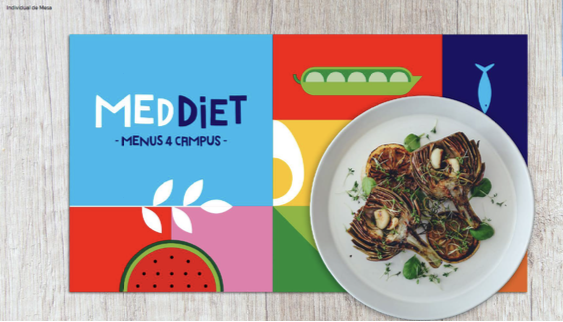 Individual de Mesa
MEDDiET
- MENUS 4 CAMPUS -